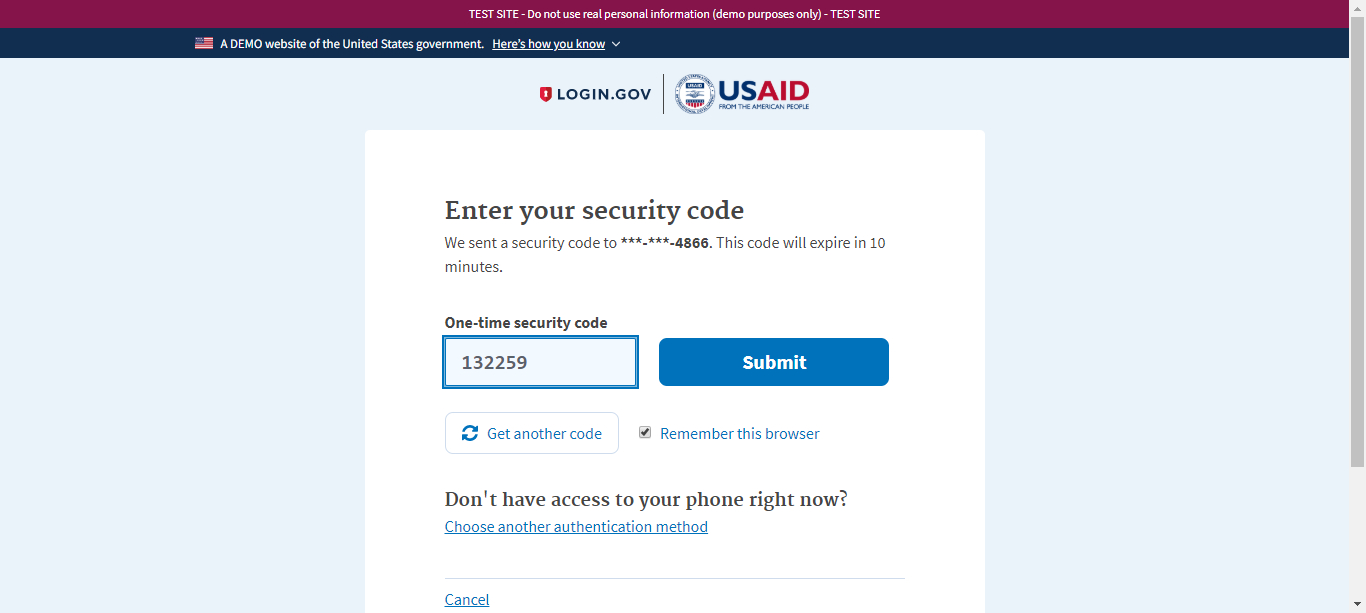 TEST SITE - Do not use real personal information (demo purposes only) - TEST SITE
A DEMO website of the United States government. Here's how you know
LOGIN.GOV
USAID
FROM THE AMERICAN PEOPLE
Enter your security code
We sent a security code to ***-***-4866. This code will expire in 10
minutes.
One-time security code
132259
Submit
Get another code
Remember this browser
Don't have access to your phone right now?
Choose another authentication method
Cancel